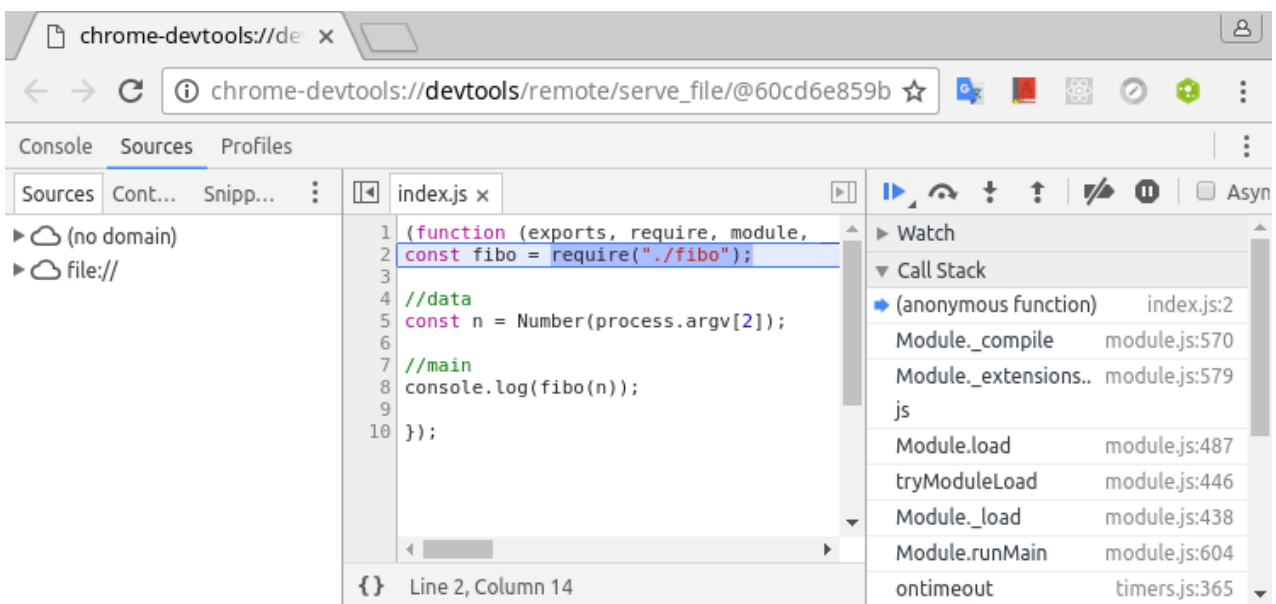 chrome-devtools://de
chrome-devtools://devtools/remote/serve_file/@60cd6e859b
Console Sources Profiles
Sources Cont... Snipp...
(no domain)
file://
index.js
1 (function (exports, require, module, __
2 const fibo = require("./fibo");
3
4 //data
5 const n = Number(process.argv[2]);
6
7 //main
8 console.log(fibo(n));
9
10 });
{} Line 2, Column 14
Asyn
Watch
Call Stack
(anonymous function) index.js:2
Module._compile module.js:570
Module._extensions.. module.js:579
js
Module.load module.js:487
tryModuleLoad module.js:446
Module._load module.js:438
Module.runMain module.js:604
ontimeout timers.js:365